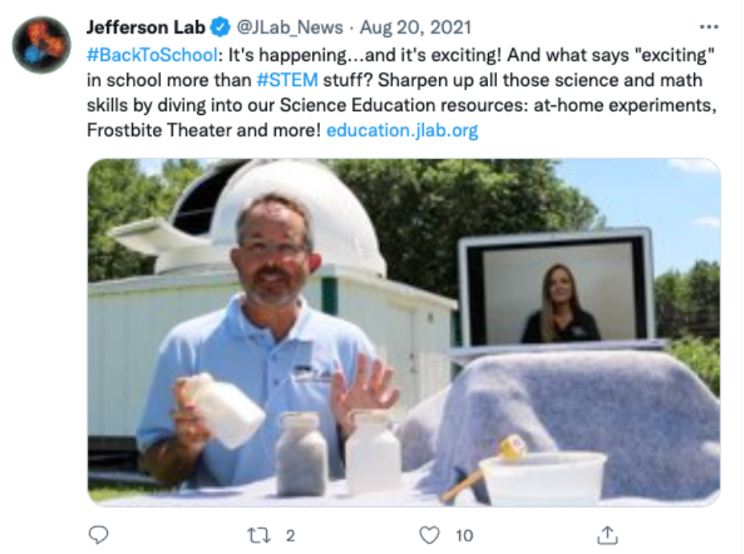 Jefferson Lab @JLab_News · Aug 20, 2021
#BackToSchool: It's happening...and it's exciting! And what says "exciting"
in school more than #STEM stuff? Sharpen up all those science and math
skills by diving into our Science Education resources: at-home experiments,
Frostbite Theater and more! education.jlab.org
2 10